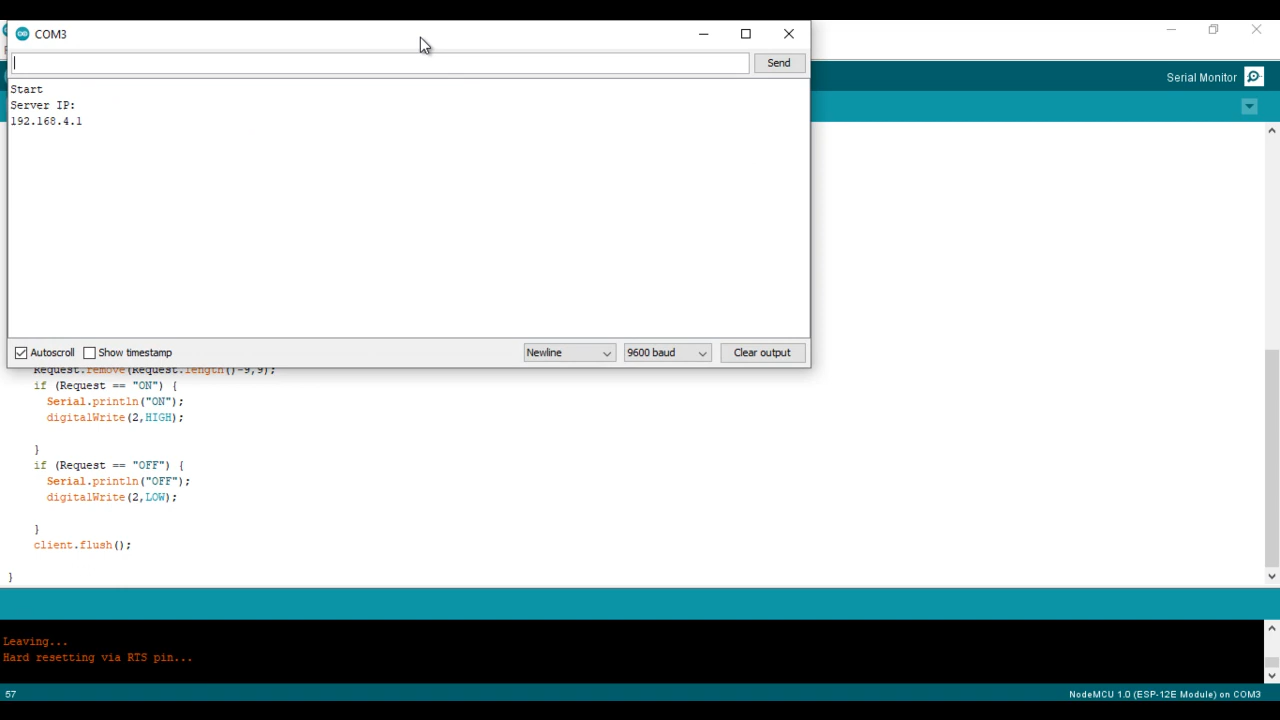 COM3
Send
Serial Monitor
Start
Server IP:
192.168.4.1
Autoscroll
Show timestamp
Newline
9600 baud
Clear output
Request.remove(Request.length()-9,9);
if (Request == "ON") {
Serial.println("ON");
digitalWrite(2,HIGH);
}
if (Request == "OFF") {
Serial.println("OFF");
digitalWrite(2,LOW);
}
client.flush();
}
Leaving...
Hard resetting via RTS pin...
57
NodeMCU 1.0 (ESP-12E Module) on COM3